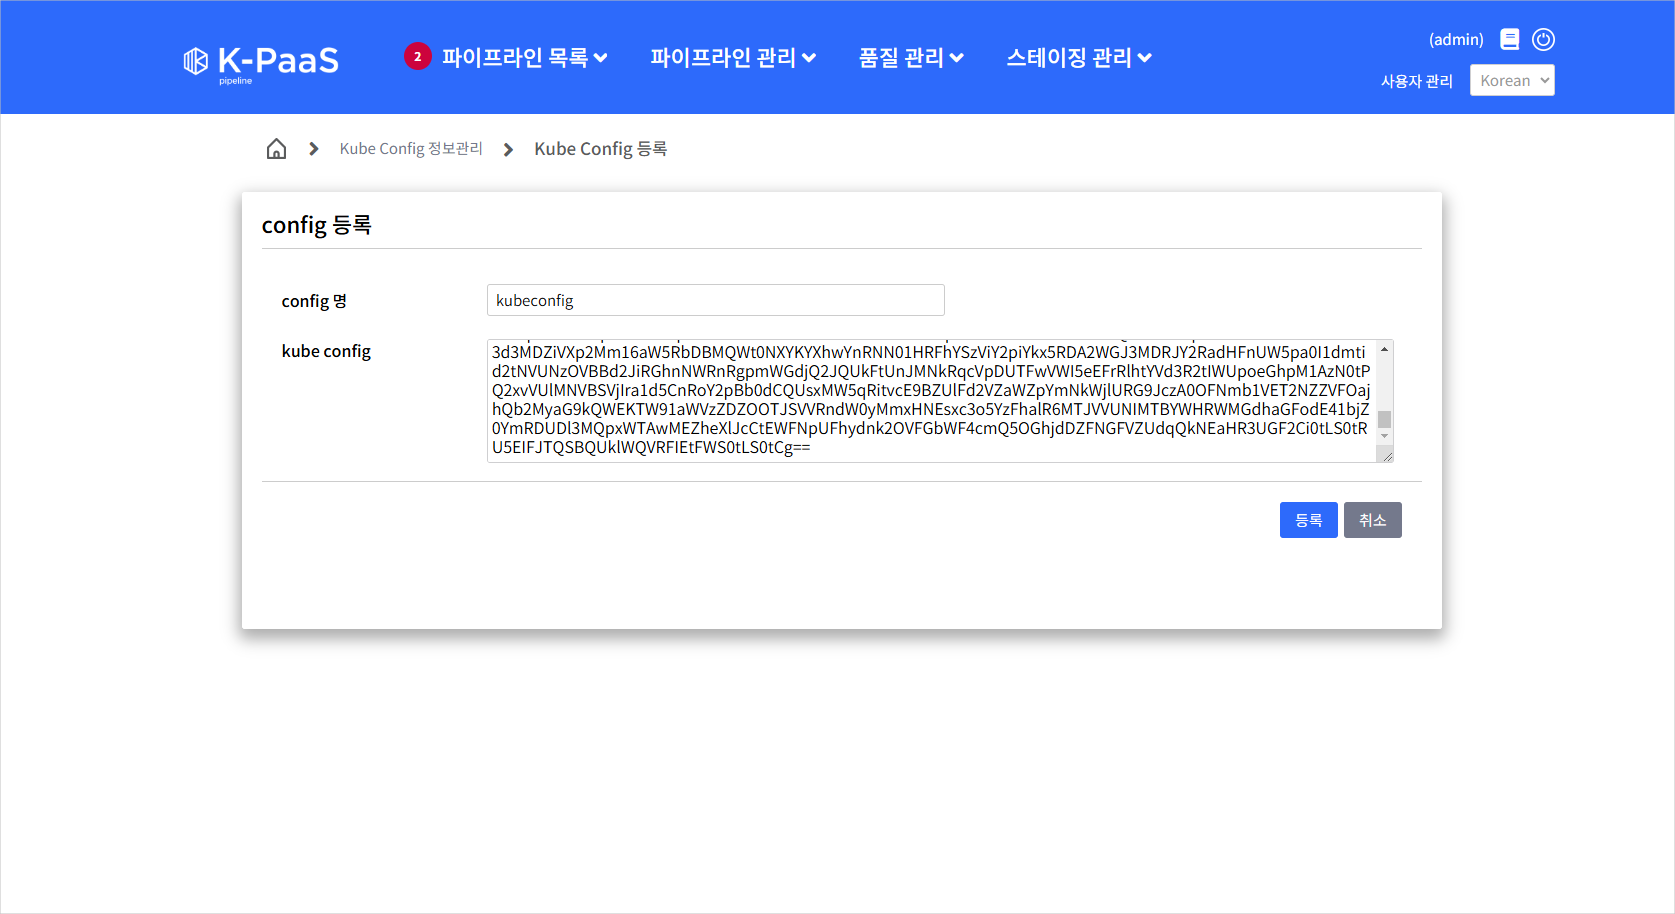 K-PaaS
pipeline
2 파이프라인 목록
파이프라인 관리
품질 관리
스테이징 관리
(admin)
사용자 관리
Korean
Kube Config 정보관리
Kube Config 등록
config 등록
config 명
kubeconfig
kube config
3d3MDZiVXp2Mm16aW5RbDBMQWt0NXYKYXhwYnRNN01HRFhYSzViY2piYkx5RDA2WGJ3MDRJY2RadHFnUW5pa0I1dmti
d2tNVUNzOVBBd2JiRGhnNWRnRgpmWGdjQ2JQUkFtUnJMNkRqcVpDUTFwVWI5eEFrRlhtYVd3R2tIWUpoeGhpM1AzN0tP
Q2xvVUlMNVBSVjIra1d5CnRoY2pBb0dCQUsxMW5qRitvcE9BZUlFd2VZaWZpYmNkWjlURG9JczA0OFNmb1VET2NZZVFOaj
hQb2MyaG9kQWEKTW91aWVzZDZOOTJSVVRndW0yMmxHNEsxc3o5YzFhalR6MTJVVUNIMTBYWHRWMGdhaGFodE41bjZ
0YmRDUDl3MQpxWTAwMEZheXlJcCtEWFNpUFhydnk2OVFGbWF4cmQ5OGhjdDZFNGFVZUdqQkNEaHR3UGF2Ci0tLS0tR
U5EIFJTQSBQUklWQVRFIEtFWS0tLS0tCg==
등록
취소